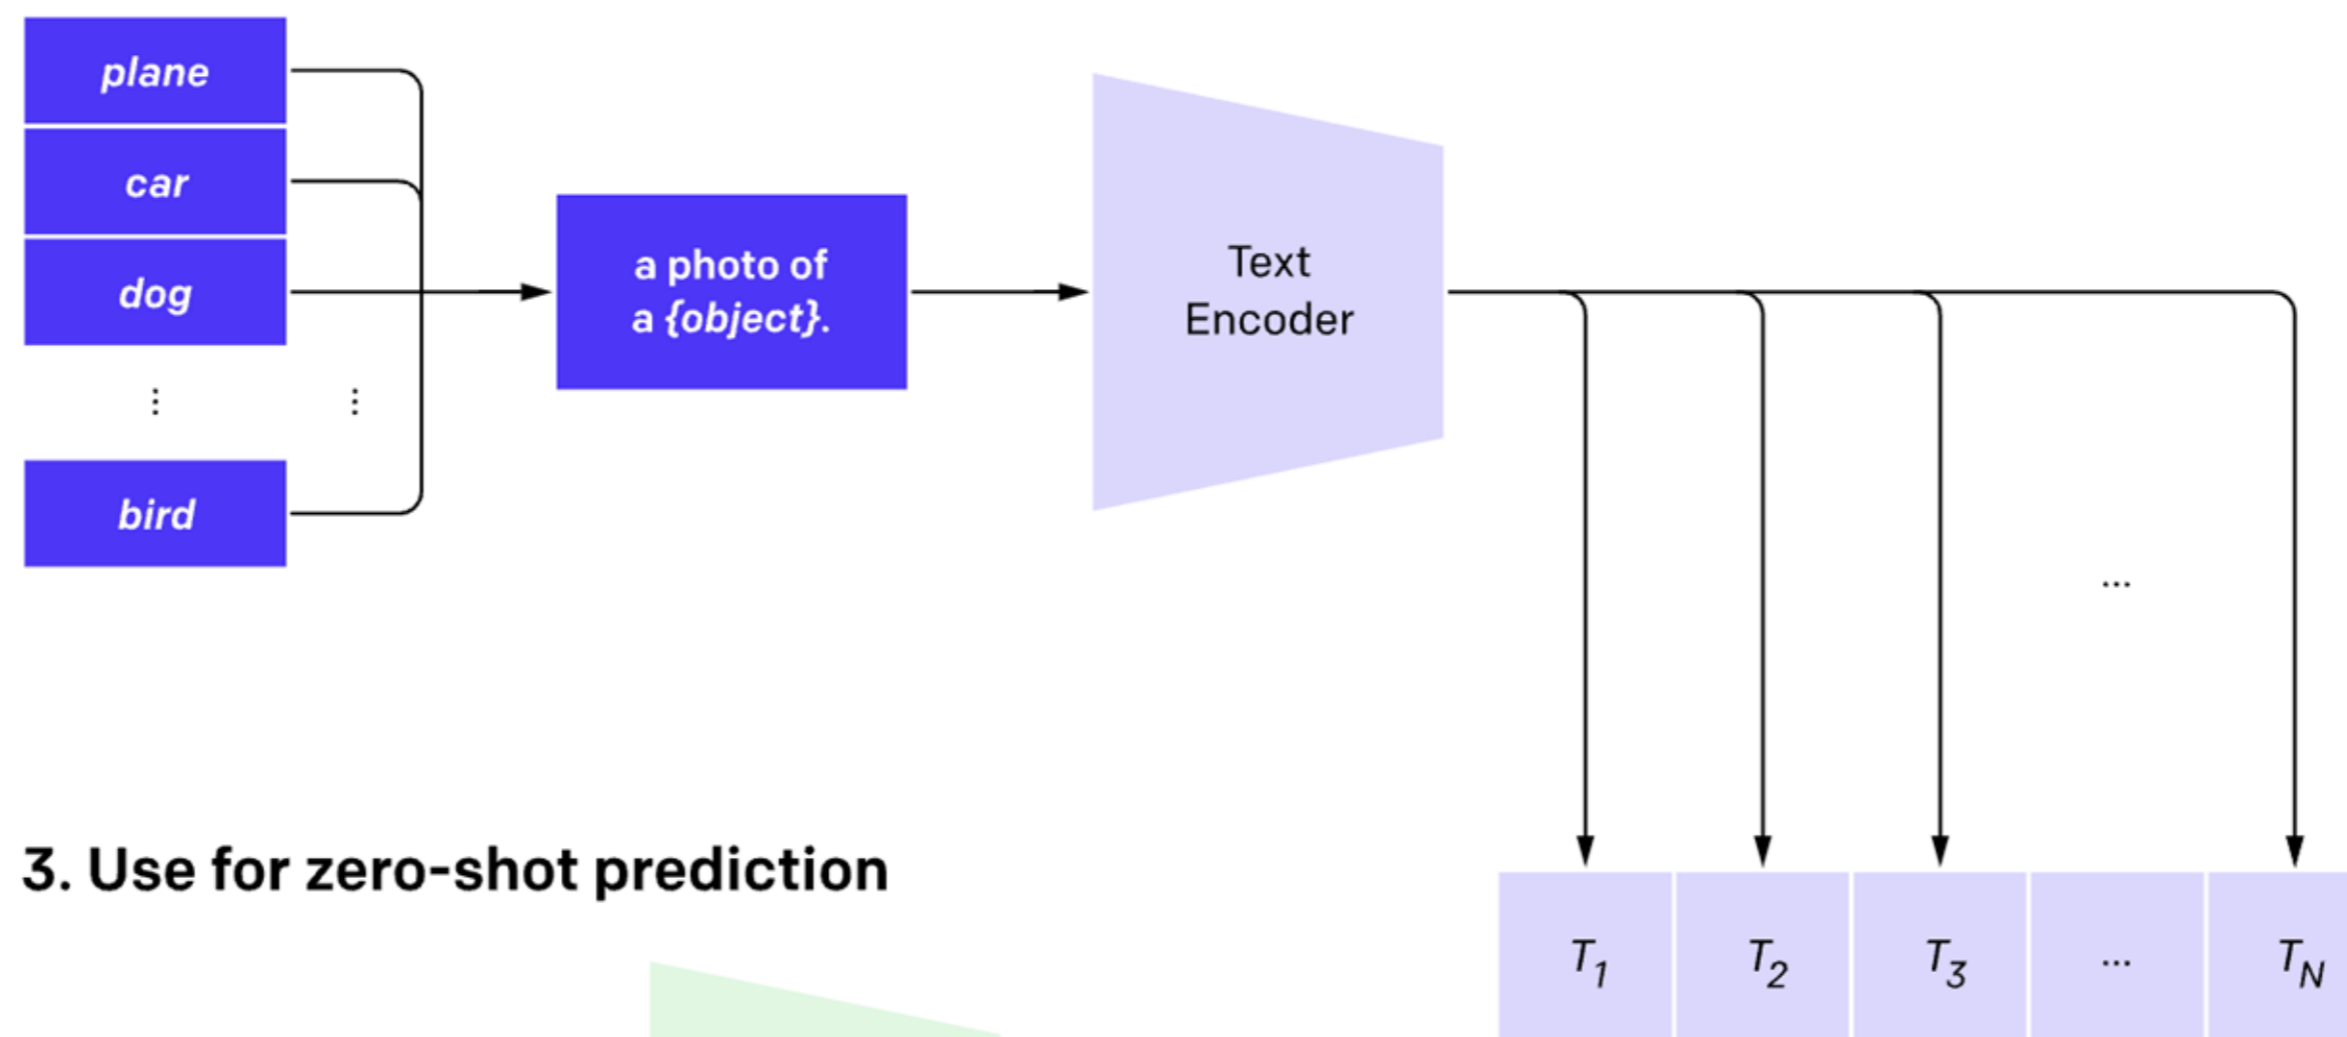 plane
car
dog
⋮ ⋮
bird
a photo of
a {object}.
Text
Encoder
...
3. Use for zero-shot prediction
T1 T2 T3 ... TN